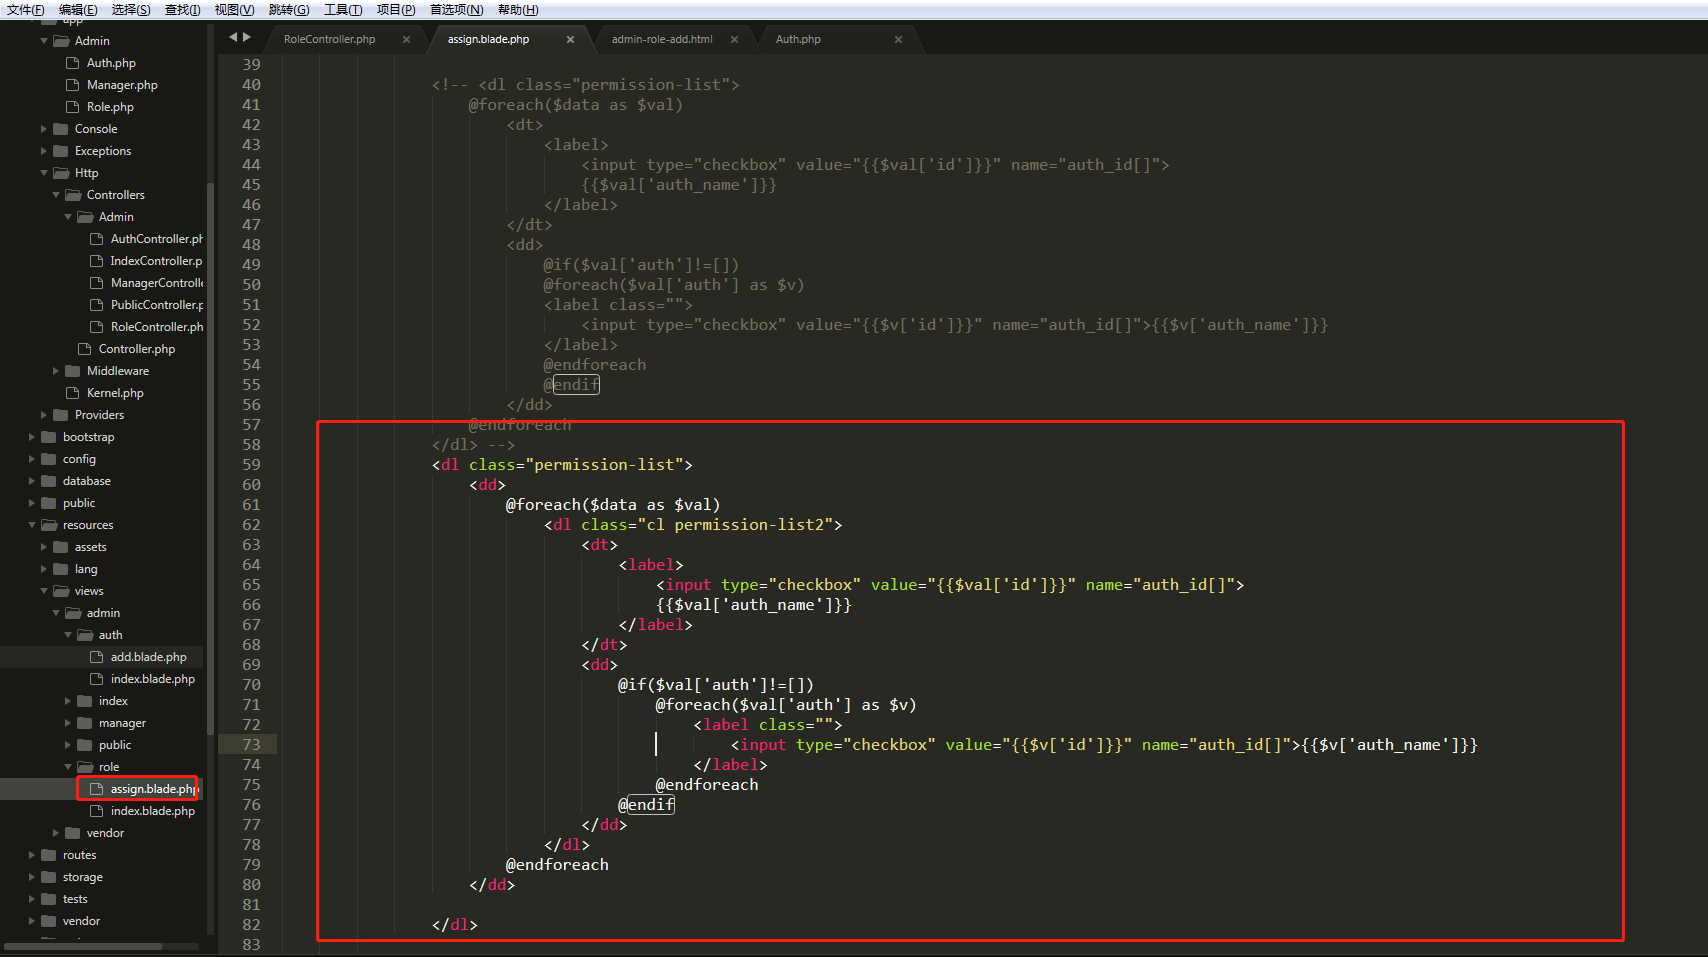 文件(F) 编辑(E) 选择(S) 查找(I) 视图(V) 跳转(G) 工具(T) 项目(P) 首选项(N) 帮助(H)
RoleController.php × assign.blade.php × admin-role-add.html × Auth.php ×
app
Admin
Auth.php
Manager.php
Role.php
Console
Exceptions
Http
Controllers
Admin
AuthController.ph
IndexController.p
ManagerControlle
PublicController.p
RoleController.ph
Controller.php
Middleware
Kernel.php
Providers
bootstrap
config
database
public
resources
assets
lang
views
admin
auth
add.blade.php
index.blade.php
index
manager
public
role
assign.blade.php
index.blade.php
vendor
routes
storage
tests
vendor
39
40 <!-- <dl class="permission-list">
41 @foreach($data as $val)
42 <dt>
43 <label>
44 <input type="checkbox" value="{{$val['id']}}" name="auth_id[]">
45 {{$val['auth_name']}}
46 </label>
47 </dt>
48 <dd>
49 @if($val['auth']!=[])
50 @foreach($val['auth'] as $v)
51 <label class="">
52 <input type="checkbox" value="{{$v['id']}}" name="auth_id[]">{{$v['auth_name']}}
53 </label>
54 @endforeach
55 @endif
56 </dd>
57 @endforeach
58 </dl> -->
59 <dl class="permission-list">
60 <dd>
61 @foreach($data as $val)
62 <dl class="cl permission-list2">
63 <dt>
64 <label>
65 <input type="checkbox" value="{{$val['id']}}" name="auth_id[]">
66 {{$val['auth_name']}}
67 </label>
68 </dt>
69 <dd>
70 @if($val['auth']!=[])
71 @foreach($val['auth'] as $v)
72 <label class="">
73 <input type="checkbox" value="{{$v['id']}}" name="auth_id[]">{{$v['auth_name']}}
74 </label>
75 @endforeach
76 @endif
77 </dd>
78 </dl>
79 @endforeach
80 </dd>
81
82 </dl>
83